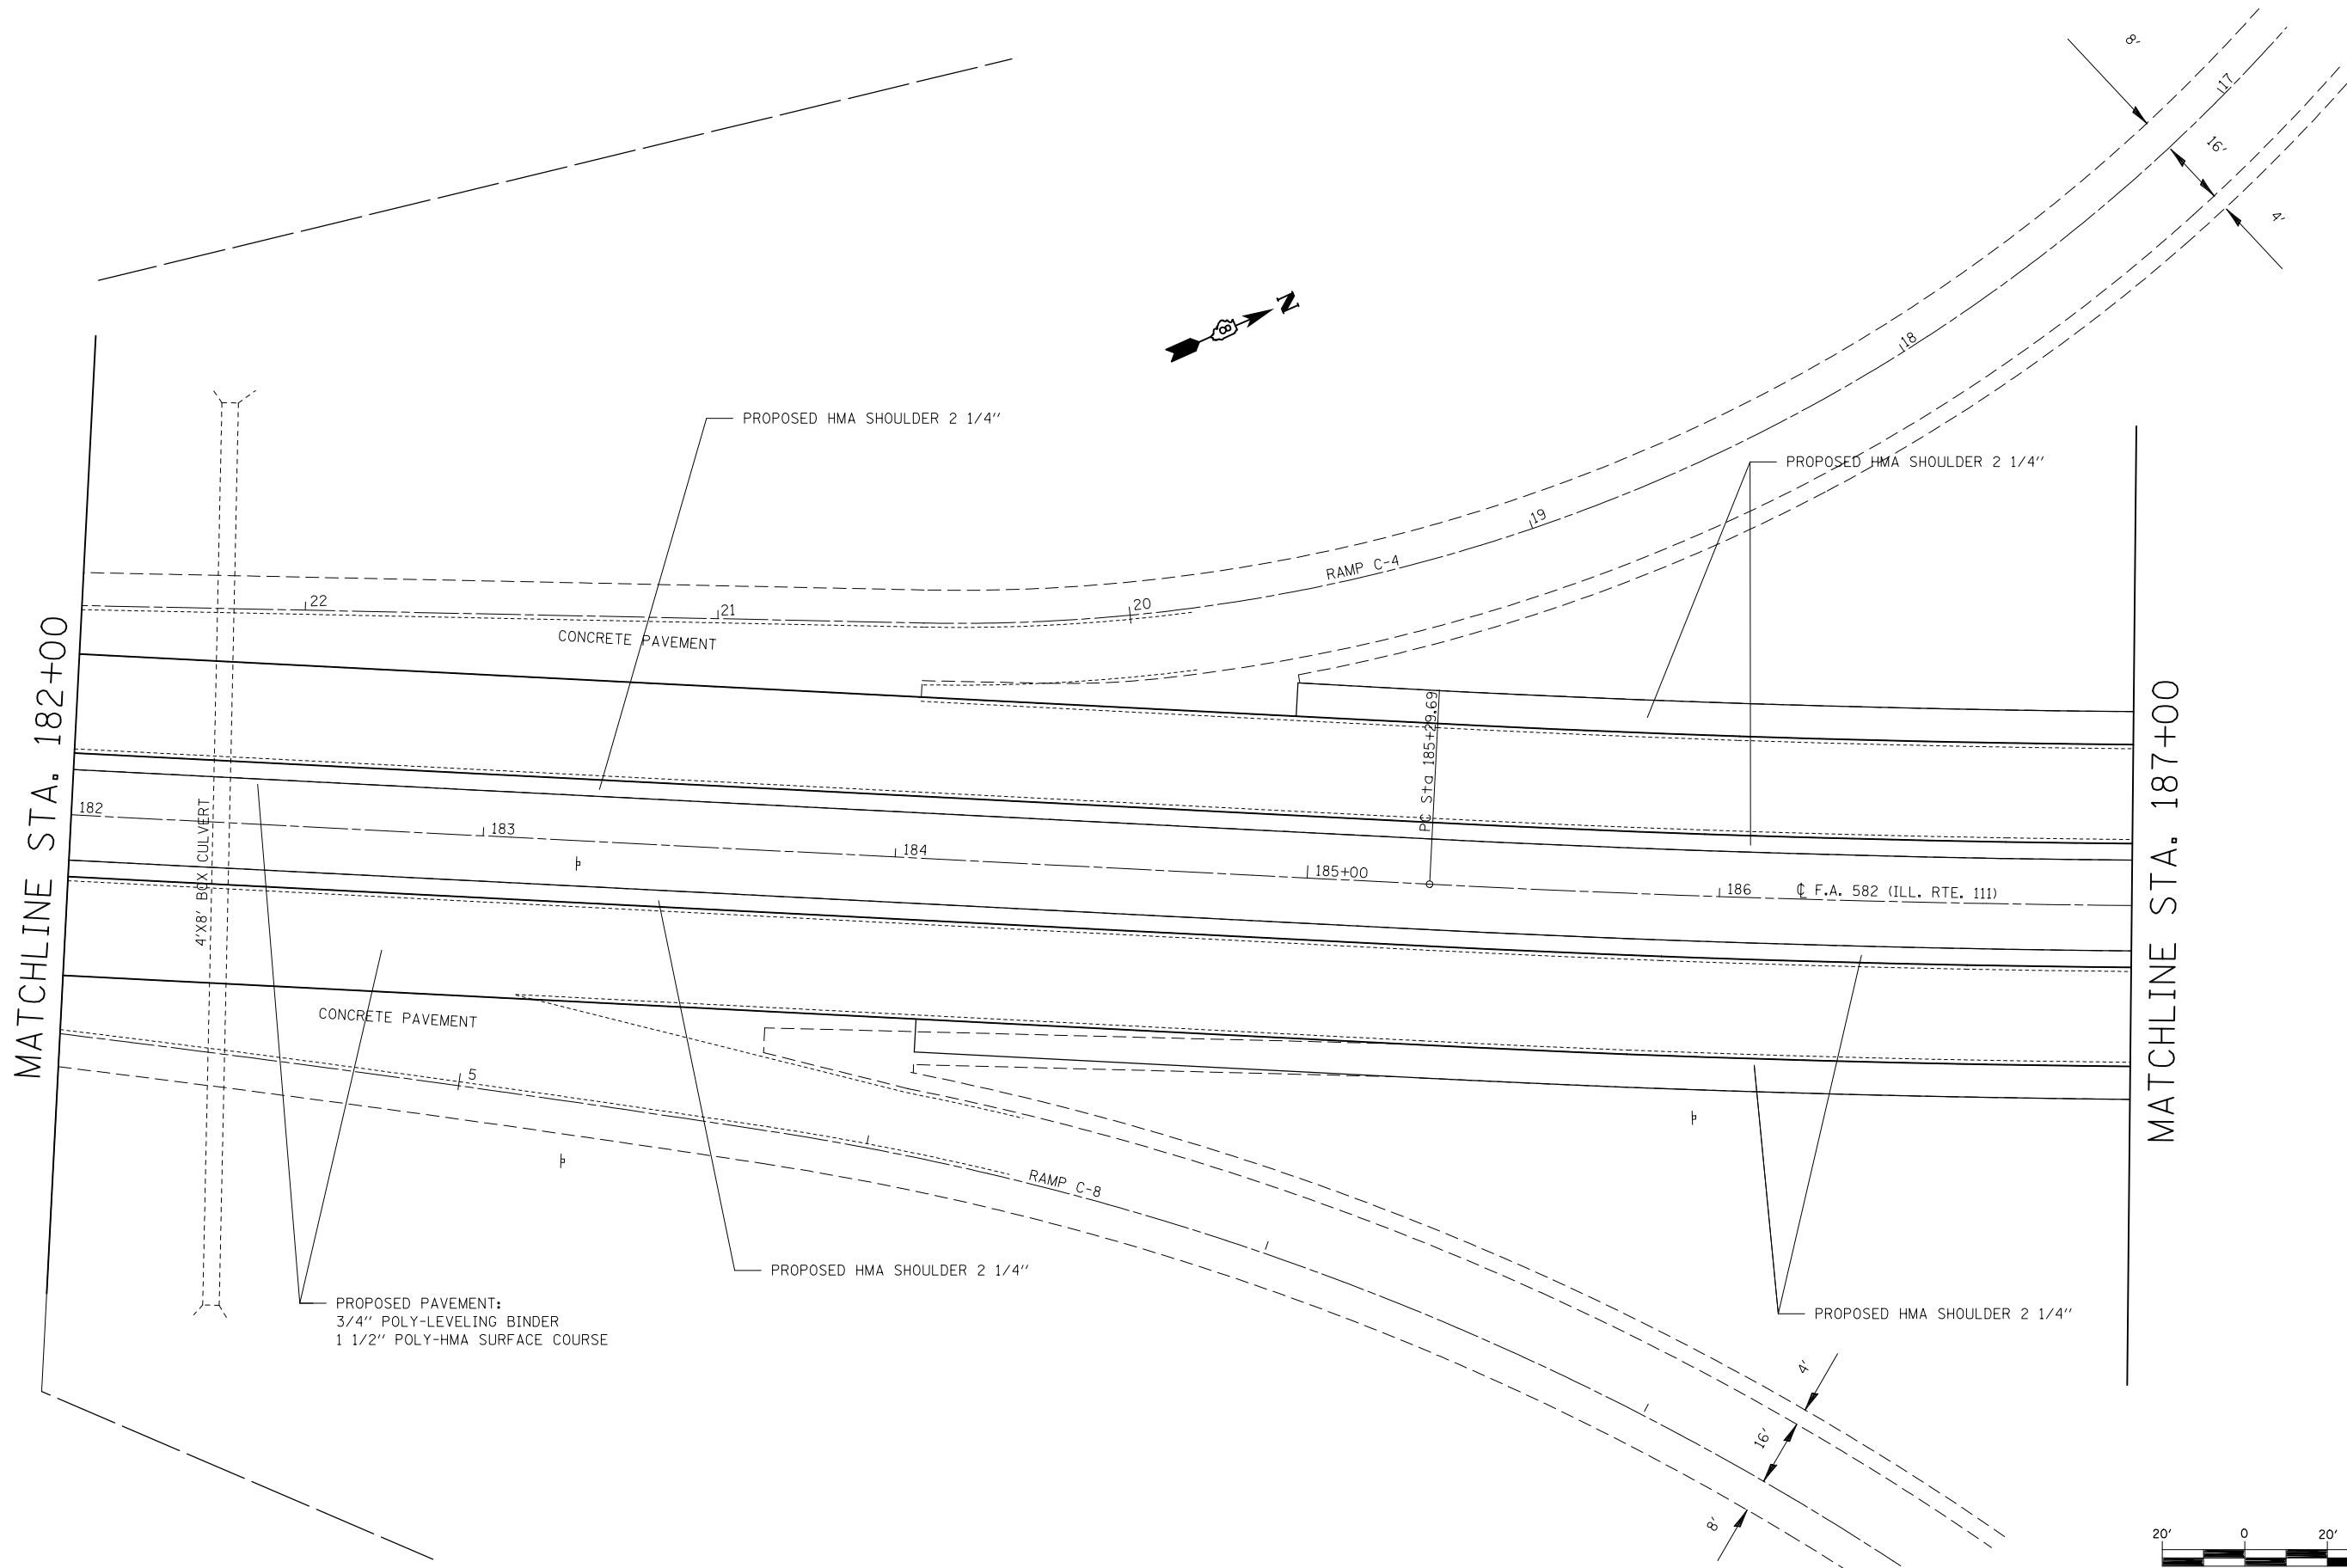 8'
17
16'
4'
N
8
18
PROPOSED HMA SHOULDER 2 1/4"
PROPOSED HMA SHOULDER 2 1/4"
19
RAMP C-4
22
21
20
CONCRETE PAVEMENT
MATCHLINE STA. 182+00
PC Sta 185+29.69
MATCHLINE STA. 187+00
182
183
184
185+00
186
℄ F.A. 582 (ILL. RTE. 111)
4'X8' BOX CULVERT
CONCRETE PAVEMENT
5
RAMP C-8
PROPOSED HMA SHOULDER 2 1/4"
PROPOSED PAVEMENT:
3/4" POLY-LEVELING BINDER
1 1/2" POLY-HMA SURFACE COURSE
PROPOSED HMA SHOULDER 2 1/4"
4'
16'
8'
20' 0 20'